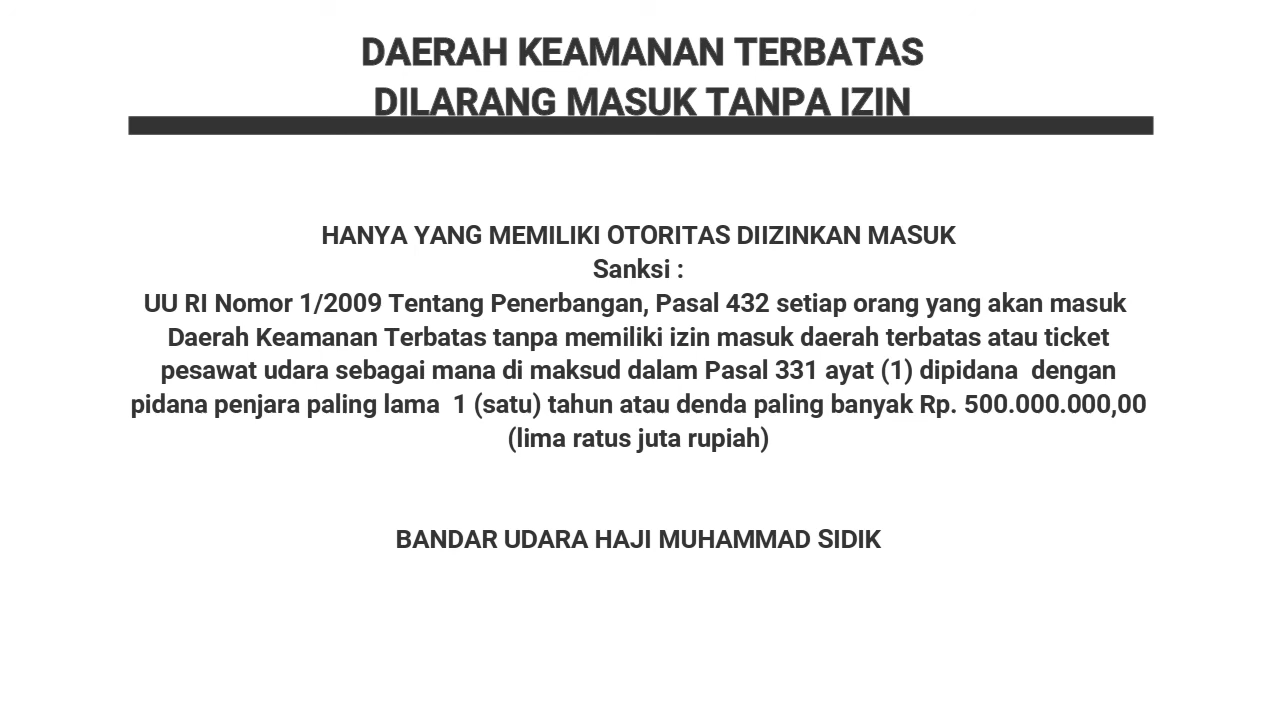 DAERAH KEAMANAN TERBATAS
DILARANG MASUK TANPA IZIN
HANYA YANG MEMILIKI OTORITAS DIIZINKAN MASUK
Sanksi :
UU RI Nomor 1/2009 Tentang Penerbangan, Pasal 432 setiap orang yang akan masuk
Daerah Keamanan Terbatas tanpa memiliki izin masuk daerah terbatas atau ticket
pesawat udara sebagai mana di maksud dalam Pasal 331 ayat (1) dipidana  dengan
pidana penjara paling lama  1 (satu) tahun atau denda paling banyak Rp. 500.000.000,00
(lima ratus juta rupiah)
BANDAR UDARA HAJI MUHAMMAD SIDIK